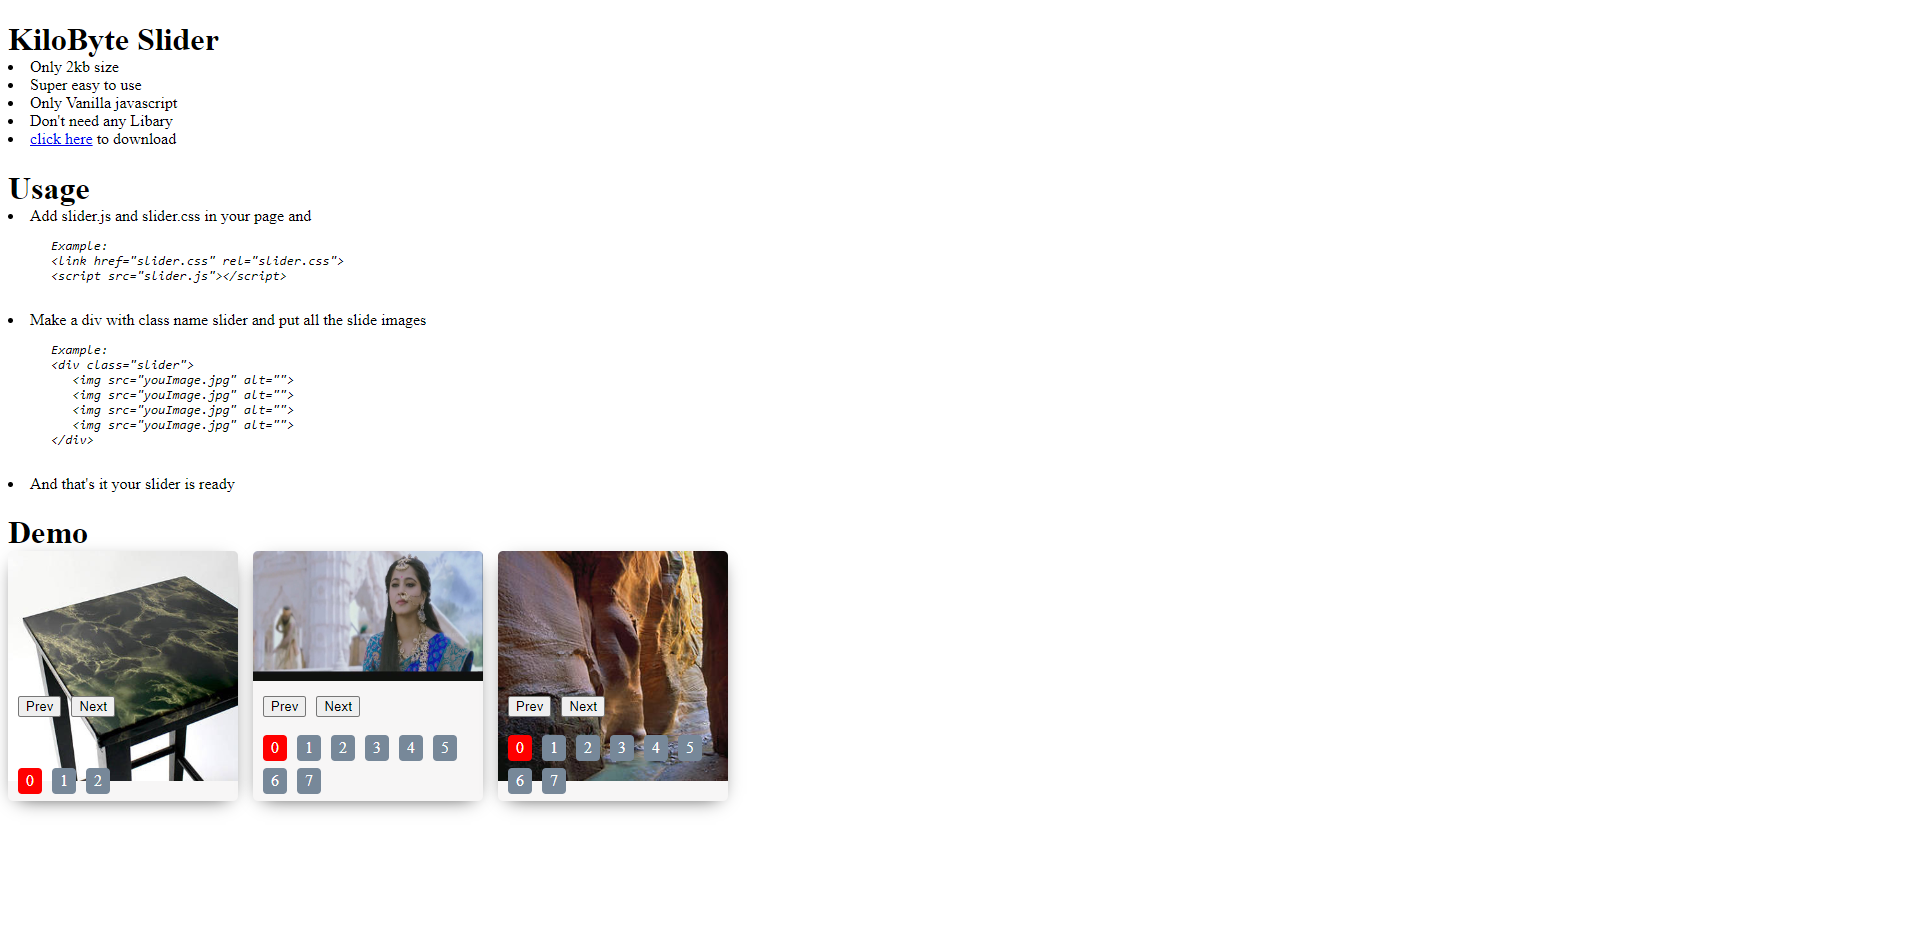 KiloByte Slider
Only 2kb size
Super easy to use
Only Vanilla javascript
Don't need any Libary
click here to download
Usage
Add slider.js and slider.css in your page and
Example:
<link href="slider.css" rel="slider.css">
<script src="slider.js"></script>
Make a div with class name slider and put all the slide images
Example:
<div class="slider">
<img src="youImage.jpg" alt="">
<img src="youImage.jpg" alt="">
<img src="youImage.jpg" alt="">
<img src="youImage.jpg" alt="">
</div>
And that's it your slider is ready
Demo
Prev Next
0 1 2
Prev Next
0 1 2 3 4 5
6 7
Prev Next
0 1 2 3 4 5
6 7